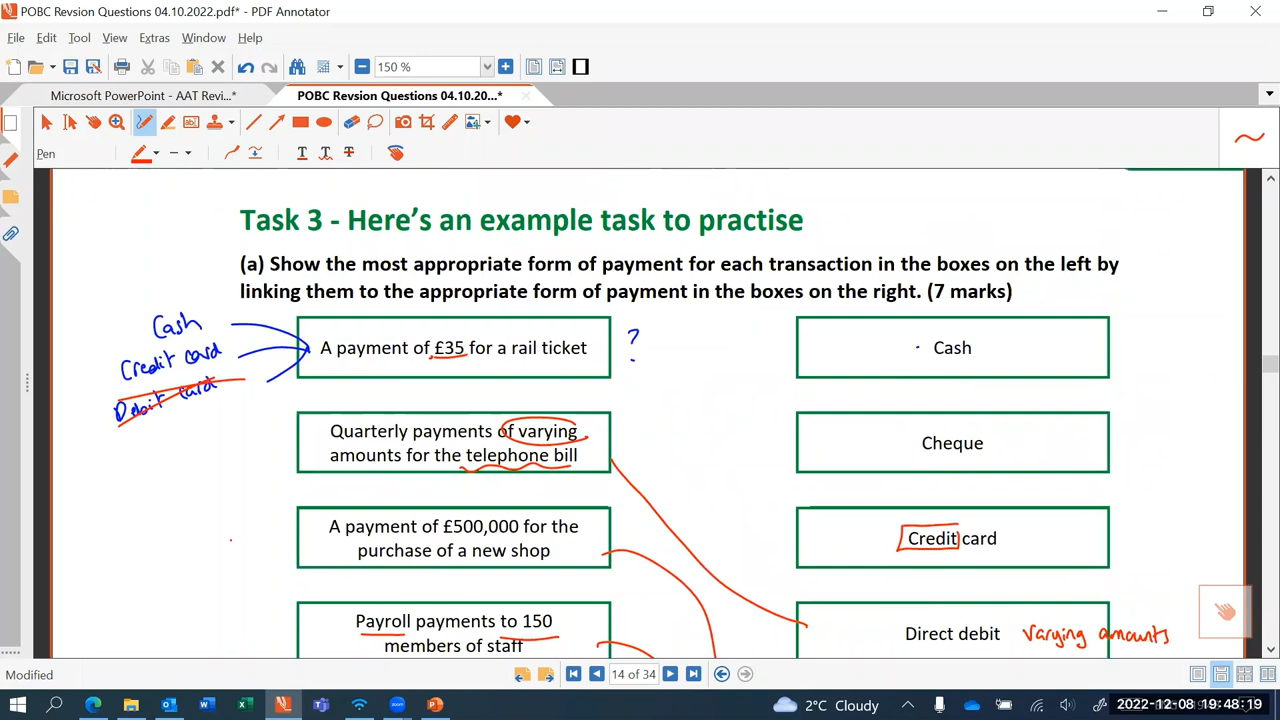 POBC Revsion Questions 04.10.2022.pdf* - PDF Annotator
File Edit Tool View Extras Window Help
150 %
Microsoft PowerPoint - AAT Revi...*
POBC Revsion Questions 04.10.20...*
Pen
Task 3 - Here's an example task to practise
(a) Show the most appropriate form of payment for each transaction in the boxes on the left by
linking them to the appropriate form of payment in the boxes on the right. (7 marks)
Cash
Credit card
Debit card
A payment of £35 for a rail ticket
?
Cash
Quarterly payments of varying
amounts for the telephone bill
Cheque
A payment of £500,000 for the
purchase of a new shop
Credit card
Payroll payments to 150
members of staff
Direct debit
varying amounts
Modified
14 of 34
2°C Cloudy
2022-12-08 19:48:19